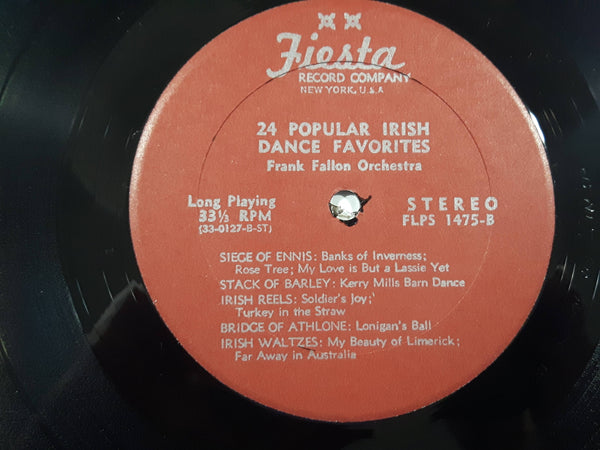 Fiesta
RECORD COMPANY
NEW YORK, U.S.A
24 POPULAR IRISH
DANCE FAVORITES
Frank Fallon Orchestra
Long Playing
33⅓ RPM
(33-0127-B-ST)
STEREO
FLPS 1475-B
SIEGE OF ENNIS: Banks of Inverness;
Rose Tree; My Love is But a Lassie Yet
STACK OF BARLEY: Kerry Mills Barn Dance
IRISH REELS: Soldier's Joy;
Turkey in the Straw
BRIDGE OF ATHLONE: Lonigan's Ball
IRISH WALTZES: My Beauty of Limerick;
Far Away in Australia